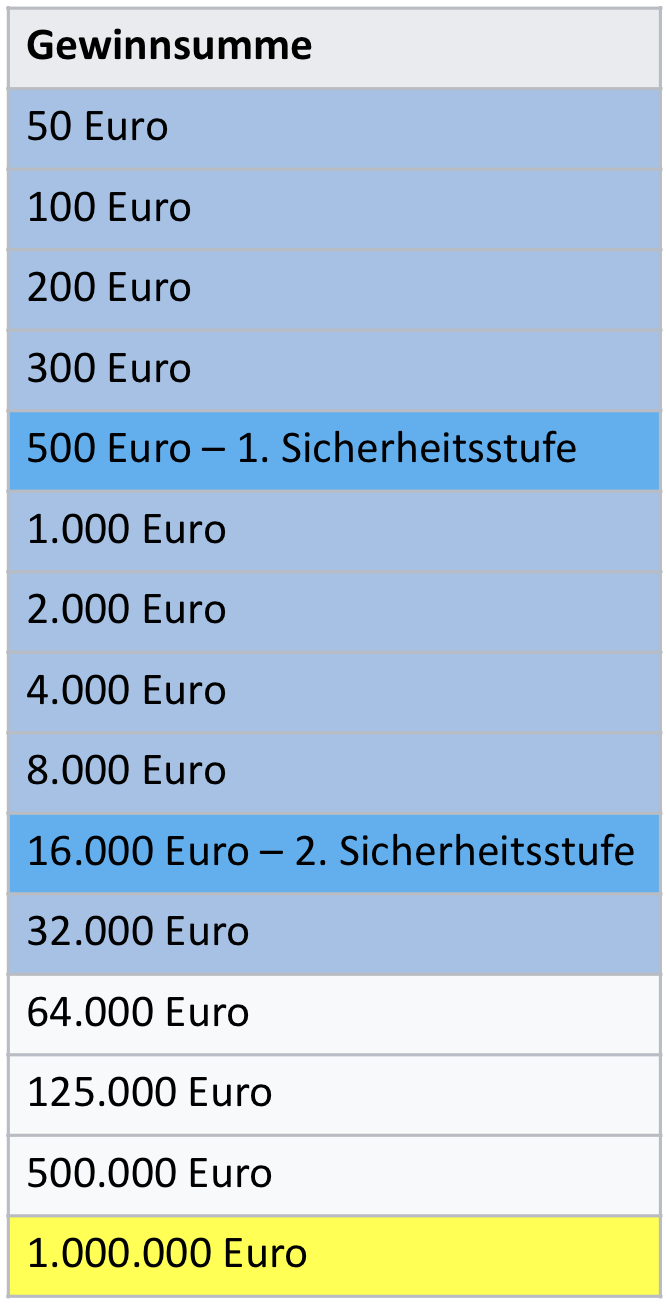 Gewinnsumme
50 Euro
100 Euro
200 Euro
300 Euro
500 Euro – 1. Sicherheitsstufe
1.000 Euro
2.000 Euro
4.000 Euro
8.000 Euro
16.000 Euro – 2. Sicherheitsstufe
32.000 Euro
64.000 Euro
125.000 Euro
500.000 Euro
1.000.000 Euro